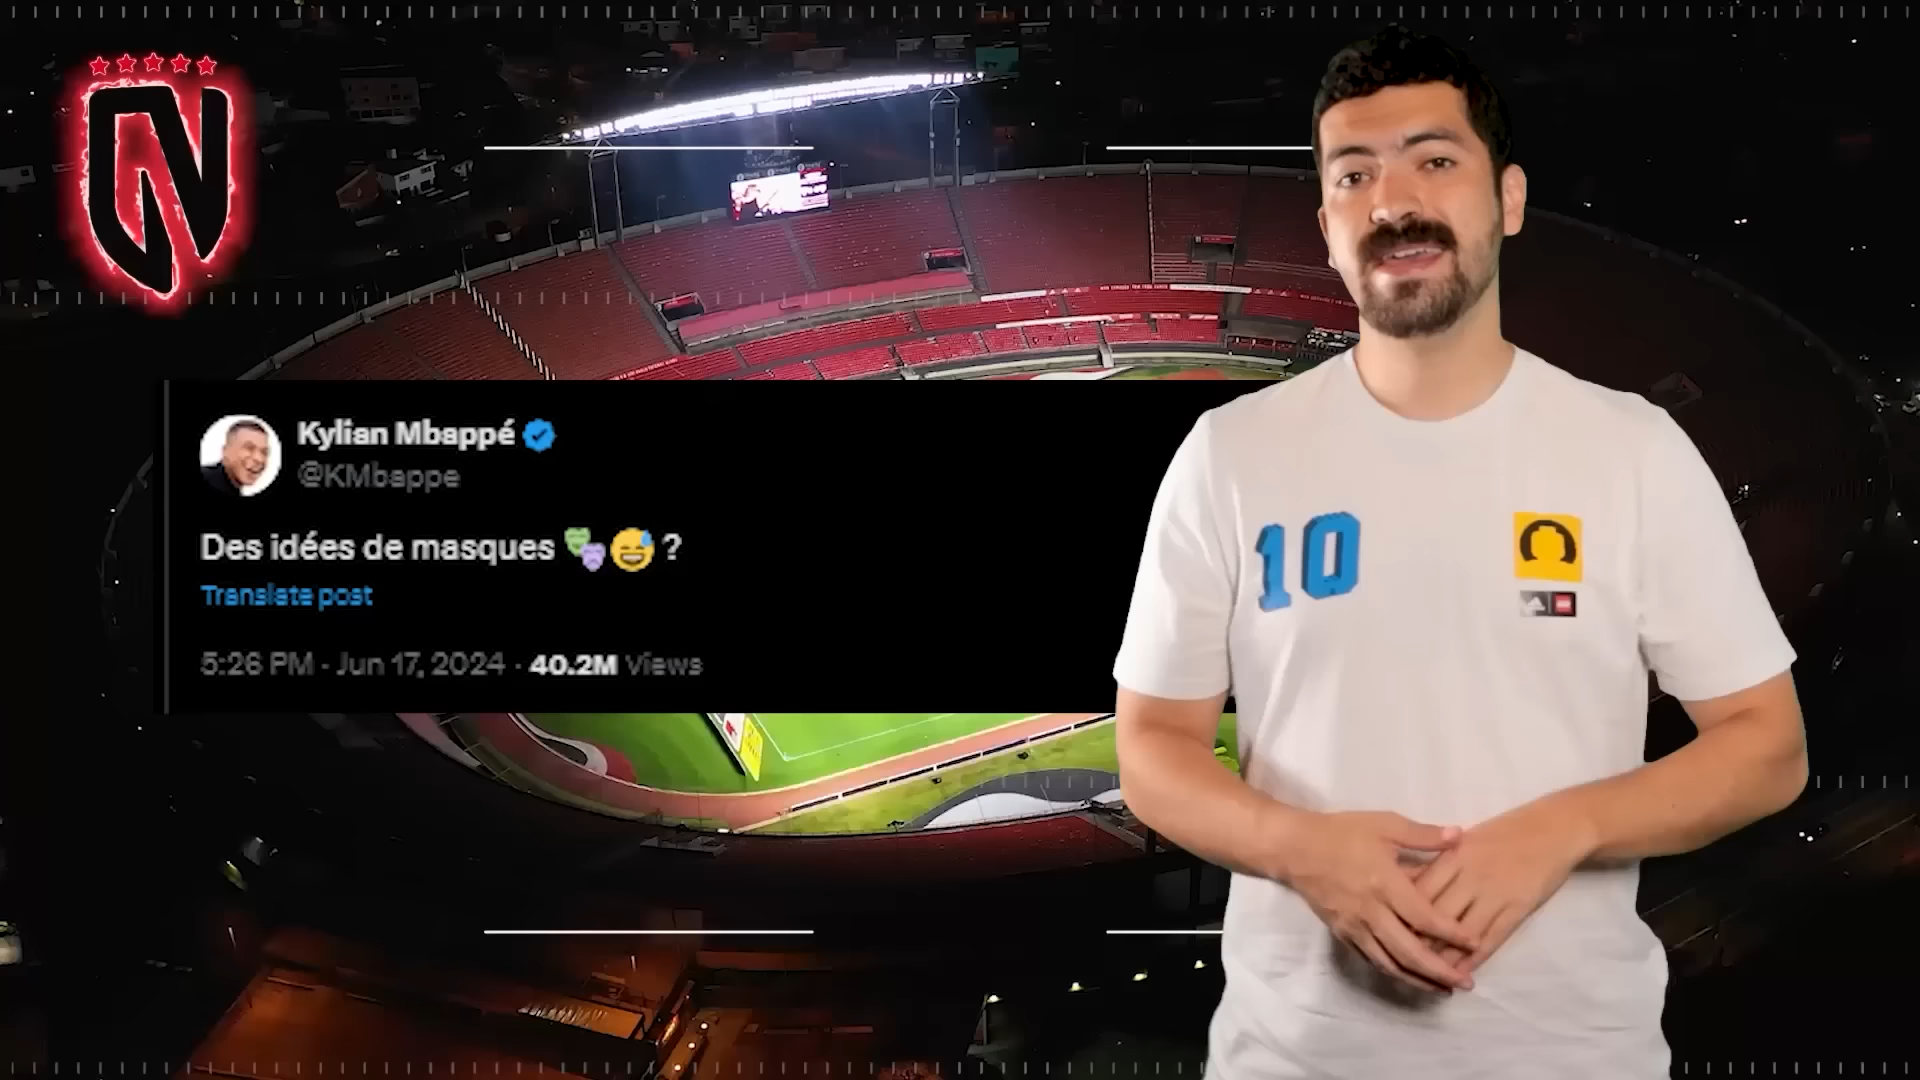 Kylian Mbappé
@KMbappe
Des idées de masques 🎭😅 ?
Translate post
5:26 PM · Jun 17, 2024 · 40.2M Views
10